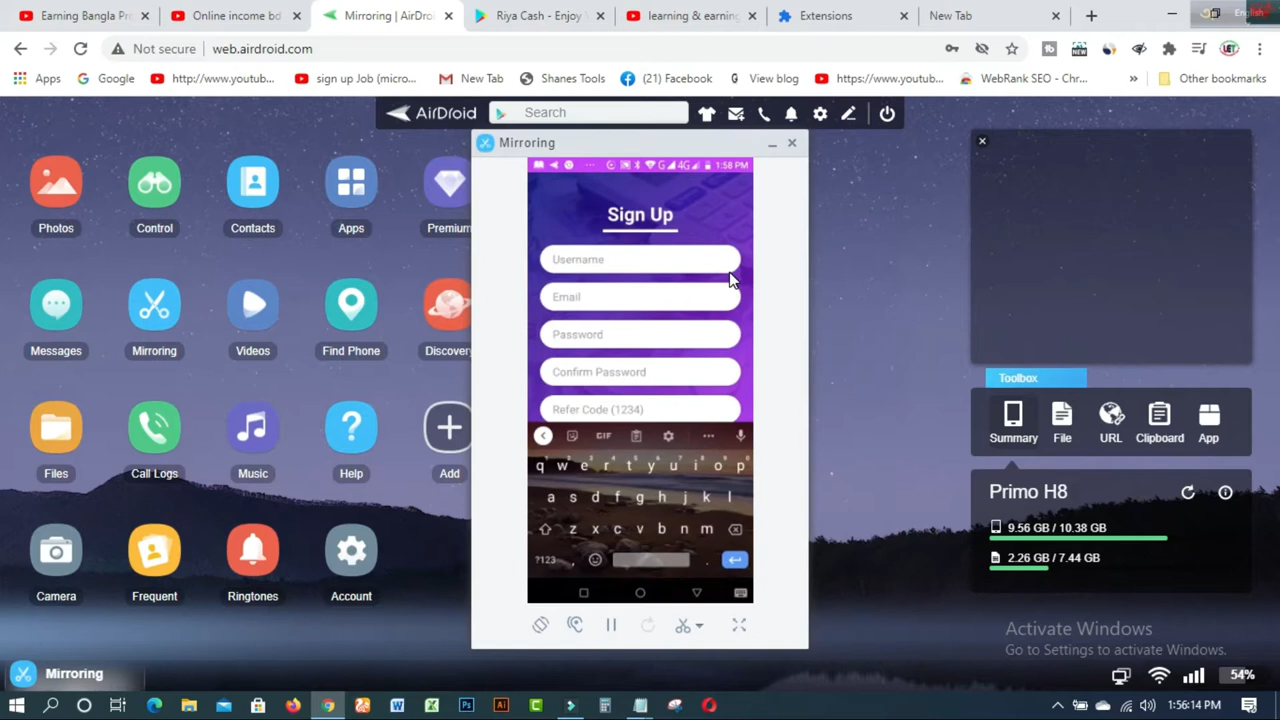 Earning Bangla Pro
Online income bd
Mirroring | AirDroi
Riya Cash - Enjoy
learning & earning
Extensions
New Tab
English
Not secure
web.airdroid.com
Apps
Google
http://www.youtub...
sign up Job (micro...
New Tab
Shanes Tools
(21) Facebook
View blog
https://www.youtub...
WebRank SEO - Chr...
Other bookmarks
AirDroid
Search
Mirroring
1:58 PM
4G
Sign Up
Username
Email
Password
Confirm Password
Refer Code (1234)
GIF
q w e r t y u i o p
a s d f g h j k l
z x c v b n m
?123 , .
Photos
Control
Contacts
Apps
Premium
Messages
Mirroring
Videos
Find Phone
Discovery
Files
Call Logs
Music
Help
Add
Camera
Frequent
Ringtones
Account
Toolbox
Summary
File
URL
Clipboard
App
Primo H8
9.56 GB / 10.38 GB
2.26 GB / 7.44 GB
Activate Windows
Go to Settings to activate Windows.
Mirroring
54%
1:56:14 PM